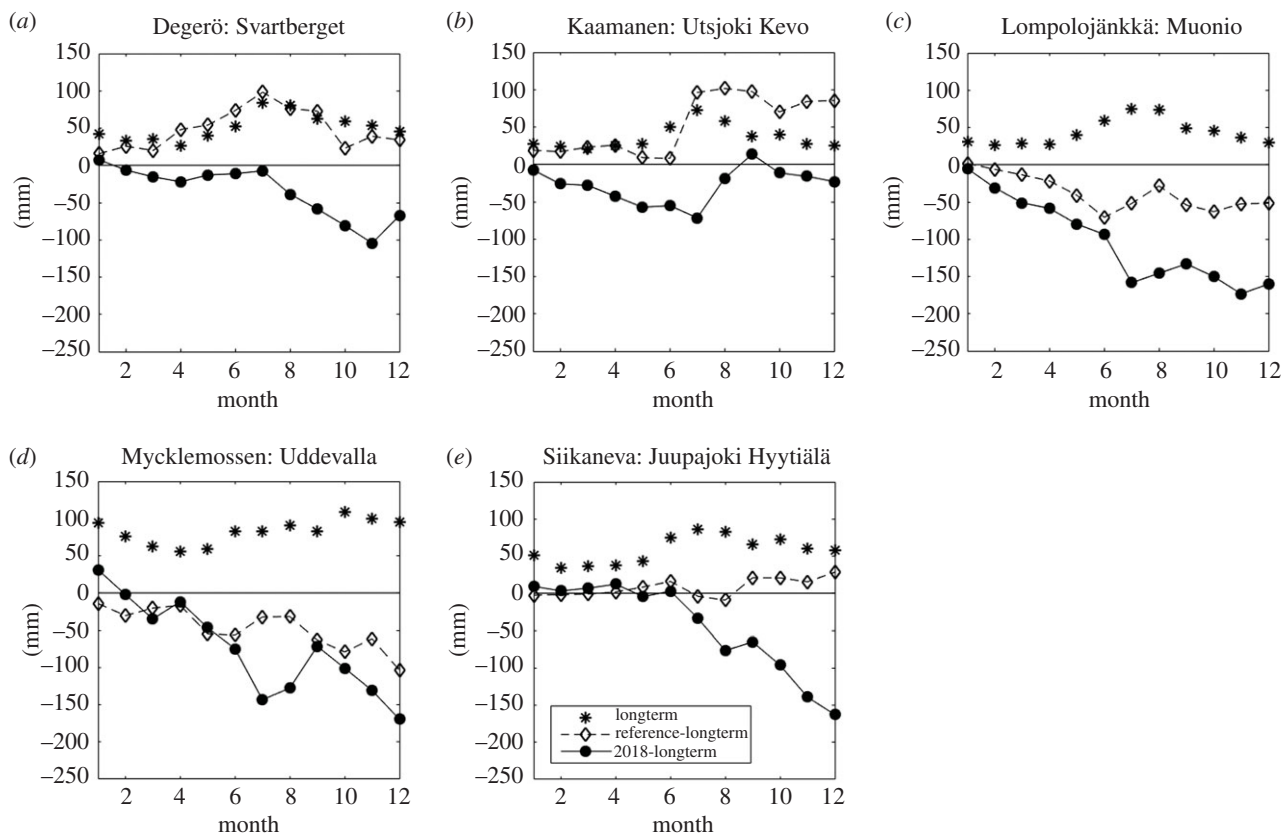 (a) Degerö: Svartberget
150
100
50
0
–50
–100
–150
–200
–250
(mm)
2 4 6 8 10 12
month
(b) Kaamanen: Utsjoki Kevo
150
100
50
0
–50
–100
–150
–200
–250
(mm)
2 4 6 8 10 12
month
(c) Lompolojänkkä: Muonio
150
100
50
0
–50
–100
–150
–200
–250
(mm)
2 4 6 8 10 12
month
(d) Mycklemossen: Uddevalla
150
100
50
0
–50
–100
–150
–200
–250
(mm)
2 4 6 8 10 12
month
(e) Siikaneva: Juupajoki Hyytiälä
150
100
50
0
–50
–100
–150
–200
–250
(mm)
longterm
reference-longterm
2018-longterm
2 4 6 8 10 12
month